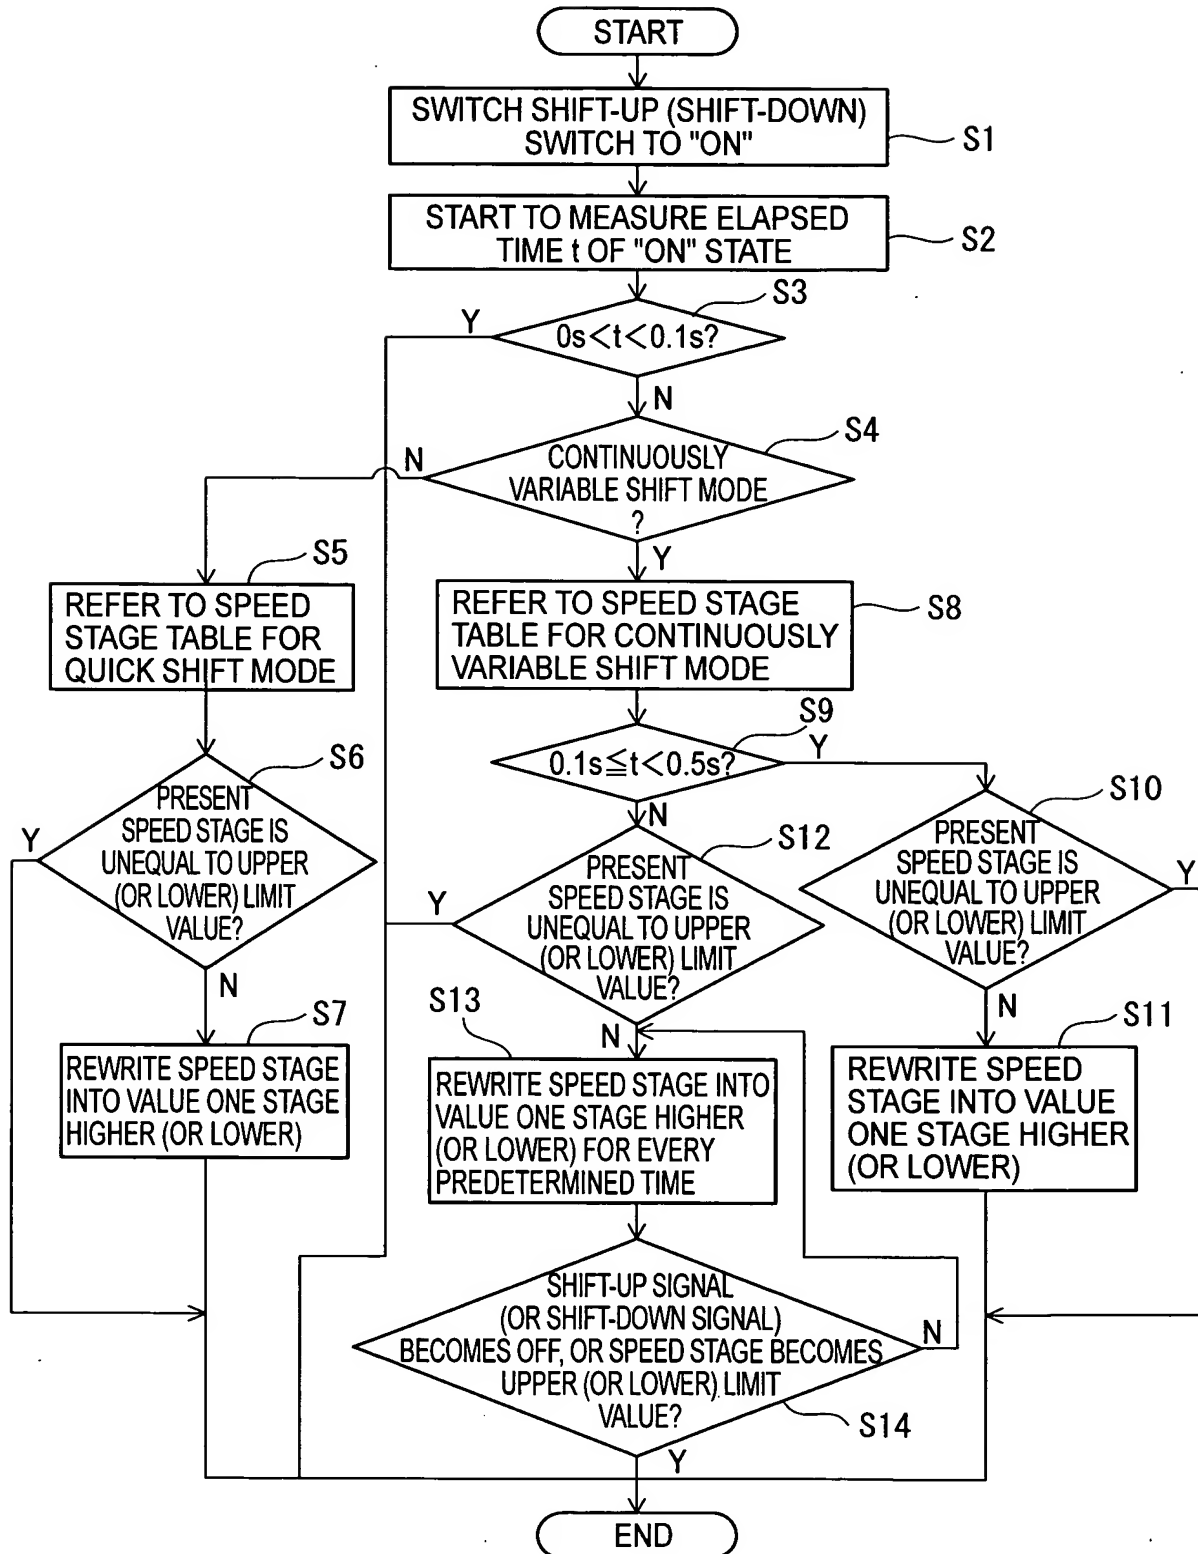 START
SWITCH SHIFT-UP (SHIFT-DOWN)
SWITCH TO "ON"
S1
START TO MEASURE ELAPSED
TIME t OF "ON" STATE
S2
S3
Y
0s<t<0.1s?
N
S4
N
CONTINUOUSLY
VARIABLE SHIFT MODE
?
Y
S5
REFER TO SPEED
STAGE TABLE FOR
QUICK SHIFT MODE
S8
REFER TO SPEED STAGE
TABLE FOR CONTINUOUSLY
VARIABLE SHIFT MODE
S9
0.1s≦t<0.5s?
Y
N
S6
Y
PRESENT
SPEED STAGE IS
UNEQUAL TO UPPER
(OR LOWER) LIMIT
VALUE?
N
S12
Y
PRESENT
SPEED STAGE IS
UNEQUAL TO UPPER
(OR LOWER) LIMIT
VALUE?
N
S10
PRESENT
SPEED STAGE IS
UNEQUAL TO UPPER
(OR LOWER) LIMIT
VALUE?
Y
N
S7
REWRITE SPEED STAGE
INTO VALUE ONE STAGE
HIGHER (OR LOWER)
S13
REWRITE SPEED STAGE INTO
VALUE ONE STAGE HIGHER
(OR LOWER) FOR EVERY
PREDETERMINED TIME
S11
REWRITE SPEED
STAGE INTO VALUE
ONE STAGE HIGHER
(OR LOWER)
SHIFT-UP SIGNAL
(OR SHIFT-DOWN SIGNAL)
BECOMES OFF, OR SPEED STAGE BECOMES
UPPER (OR LOWER) LIMIT
VALUE?
N
S14
Y
END